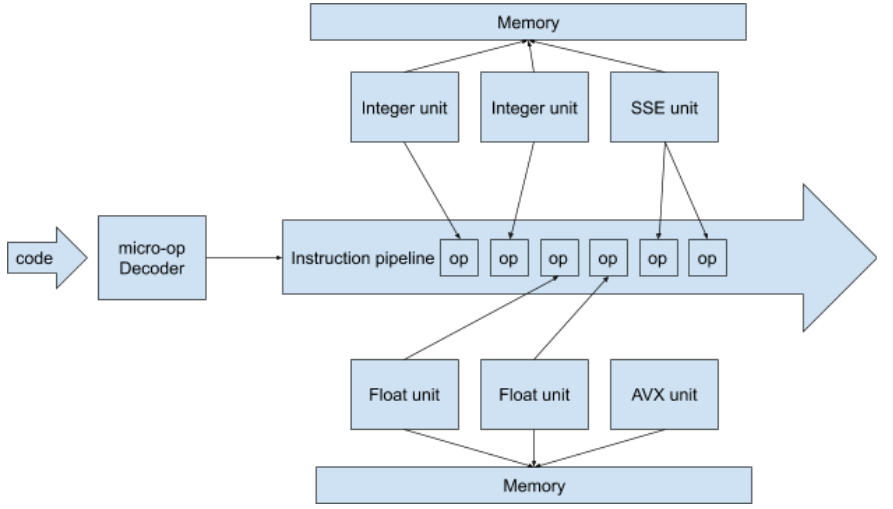 Memory
Integer unit
Integer unit
SSE unit
code
micro-op
Decoder
Instruction pipeline
op
op
op
op
op
op
Float unit
Float unit
AVX unit
Memory